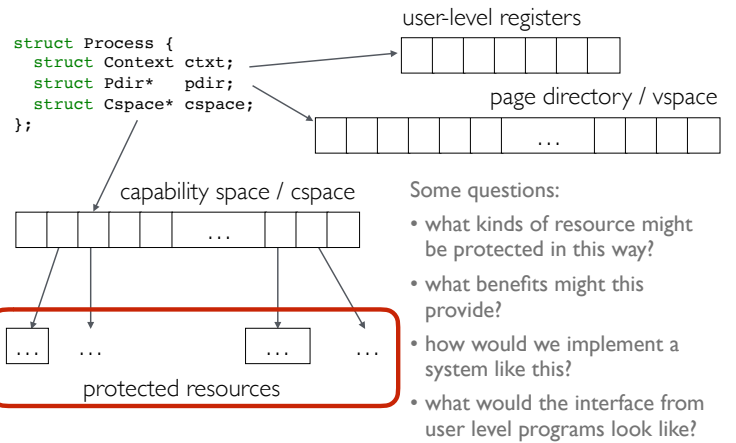 user-level registers
struct Process {
struct Context ctxt;
struct Pdir* pdir;
struct Cspace* cspace;
};
page directory / vspace
...
capability space / cspace
...
... ... ... ...
protected resources
Some questions:
• what kinds of resource might
be protected in this way?
• what benefits might this
provide?
• how would we implement a
system like this?
• what would the interface from
user level programs look like?